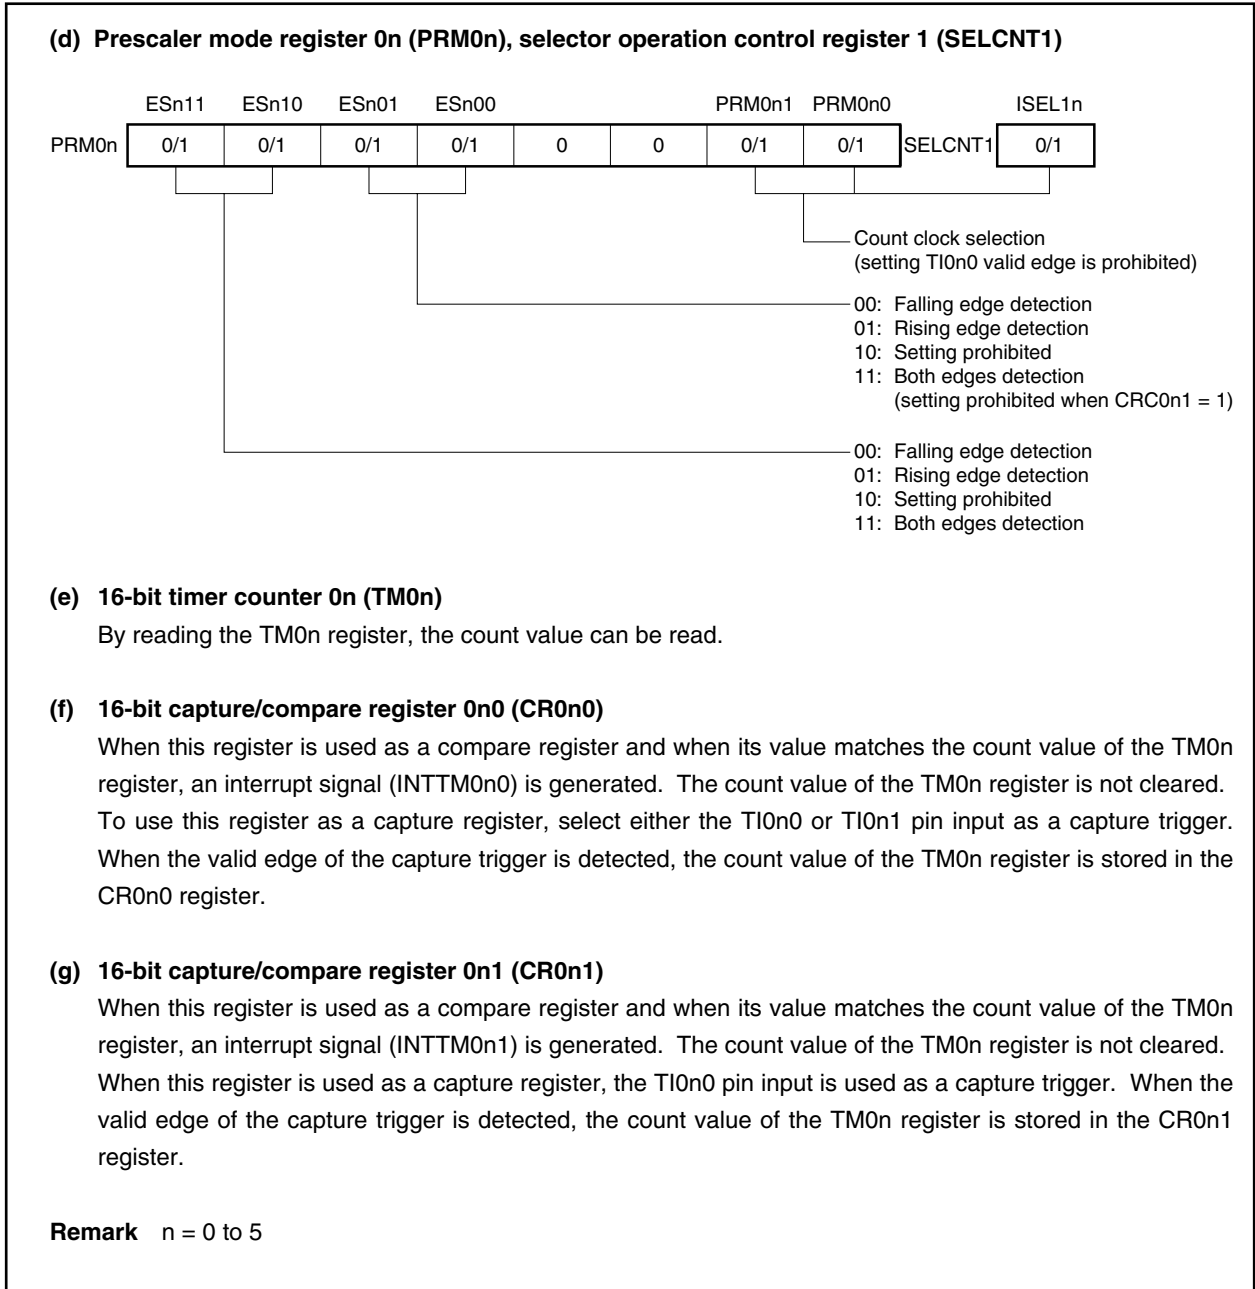 (d) Prescaler mode register 0n (PRM0n), selector operation control register 1 (SELCNT1)
ESn11 ESn10 ESn01 ESn00 PRM0n1 PRM0n0 ISEL1n
PRM0n 0/1 0/1 0/1 0/1 0 0 0/1 0/1 SELCNT1 0/1
Count clock selection
(setting TI0n0 valid edge is prohibited)
00: Falling edge detection
01: Rising edge detection
10: Setting prohibited
11: Both edges detection
(setting prohibited when CRC0n1 = 1)
00: Falling edge detection
01: Rising edge detection
10: Setting prohibited
11: Both edges detection
(e) 16-bit timer counter 0n (TM0n)
By reading the TM0n register, the count value can be read.
(f) 16-bit capture/compare register 0n0 (CR0n0)
When this register is used as a compare register and when its value matches the count value of the TM0n
register, an interrupt signal (INTTM0n0) is generated. The count value of the TM0n register is not cleared.
To use this register as a capture register, select either the TI0n0 or TI0n1 pin input as a capture trigger.
When the valid edge of the capture trigger is detected, the count value of the TM0n register is stored in the
CR0n0 register.
(g) 16-bit capture/compare register 0n1 (CR0n1)
When this register is used as a compare register and when its value matches the count value of the TM0n
register, an interrupt signal (INTTM0n1) is generated. The count value of the TM0n register is not cleared.
When this register is used as a capture register, the TI0n0 pin input is used as a capture trigger. When the
valid edge of the capture trigger is detected, the count value of the TM0n register is stored in the CR0n1
register.
Remark n = 0 to 5